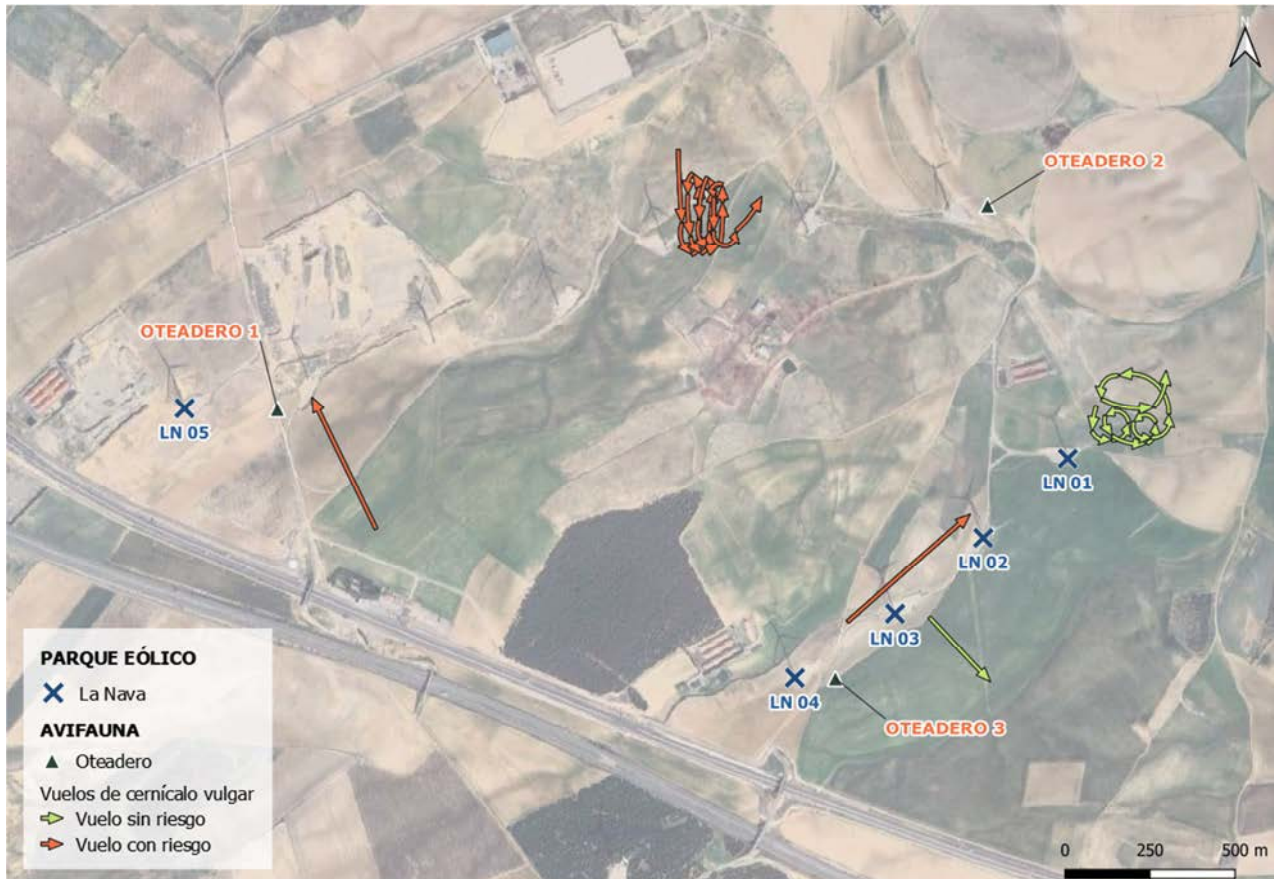 N
OTEADERO 2
OTEADERO 1
LN 05
LN 01
LN 02
LN 03
LN 04
OTEADERO 3
PARQUE EÓLICO
La Nava
AVIFAUNA
Oteadero
Vuelos de cernícalo vulgar
Vuelo sin riesgo
Vuelo con riesgo
0 250 500 m